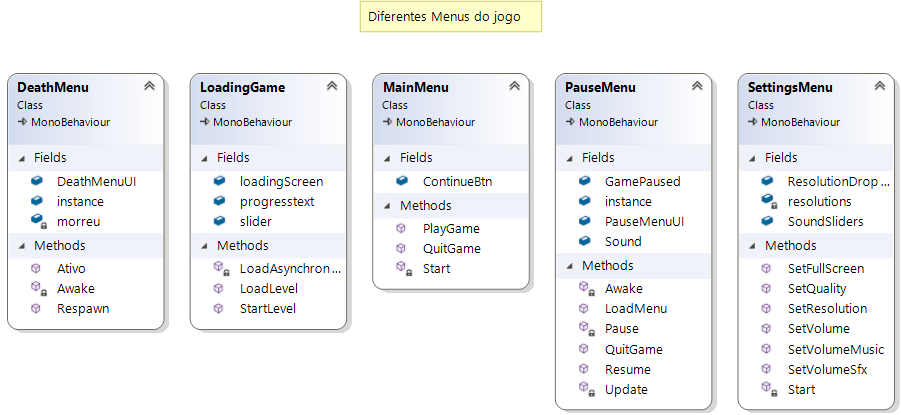 Diferentes Menus do jogo
DeathMenu
Class
MonoBehaviour
Fields
DeathMenuUI
instance
morreu
Methods
Ativo
Awake
Respawn
LoadingGame
Class
MonoBehaviour
Fields
loadingScreen
progresstext
slider
Methods
LoadAsynchron...
LoadLevel
StartLevel
MainMenu
Class
MonoBehaviour
Fields
ContinueBtn
Methods
PlayGame
QuitGame
Start
PauseMenu
Class
MonoBehaviour
Fields
GamePaused
instance
PauseMenuUI
Sound
Methods
Awake
LoadMenu
Pause
QuitGame
Resume
Update
SettingsMenu
Class
MonoBehaviour
Fields
ResolutionDrop...
resolutions
SoundSliders
Methods
SetFullScreen
SetQuality
SetResolution
SetVolume
SetVolumeMusic
SetVolumeSfx
Start